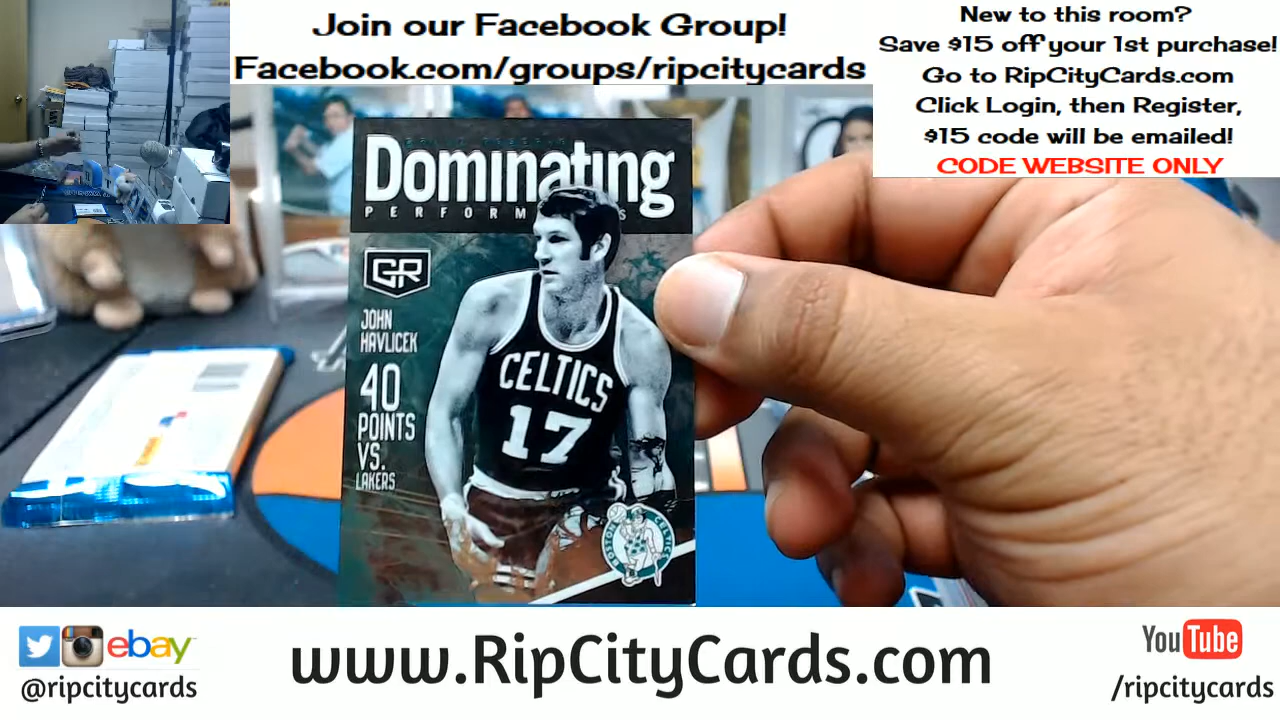 Join our Facebook Group!
Facebook.com/groups/ripcitycards
New to this room?
Save $15 off your 1st purchase!
Go to RipCityCards.com
Click Login, then Register,
$15 code will be emailed!
CODE WEBSITE ONLY
Dominating
GR
JOHN
HAVLICEK
40
POINTS
VS.
LAKERS
CELTICS
17
BOSTON CELTICS
ebay
@ripcitycards
www.RipCityCards.com
YouTube
/ripcitycards